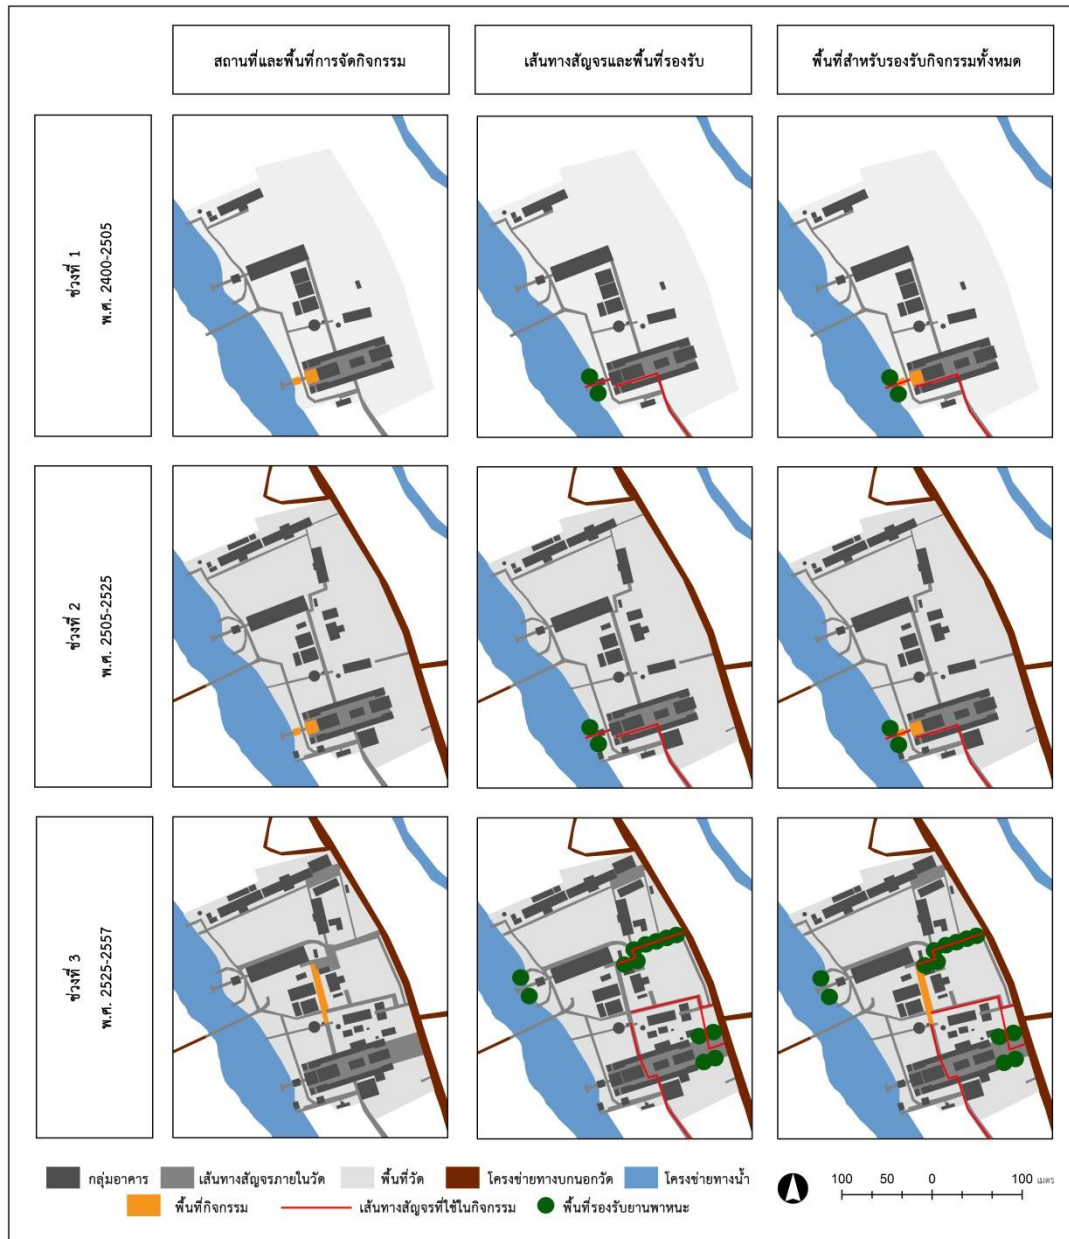 สถานที่และพื้นที่การจัดกิจกรรม
เส้นทางสัญจรและพื้นที่รองรับ
พื้นที่สำหรับรองรับกิจกรรมทั้งหมด
ช่วงที่ 1
พ.ศ. 2400-2505
ช่วงที่ 2
พ.ศ. 2505-2525
ช่วงที่ 3
พ.ศ. 2525-2557
กลุ่มอาคาร เส้นทางสัญจรภายในวัด พื้นที่วัด โครงข่ายทางบกนอกวัด โครงข่ายทางน้ำ
พื้นที่กิจกรรม เส้นทางสัญจรที่ใช้ในกิจกรรม พื้นที่รองรับยานพาหนะ
100 50 0 100 เมตร